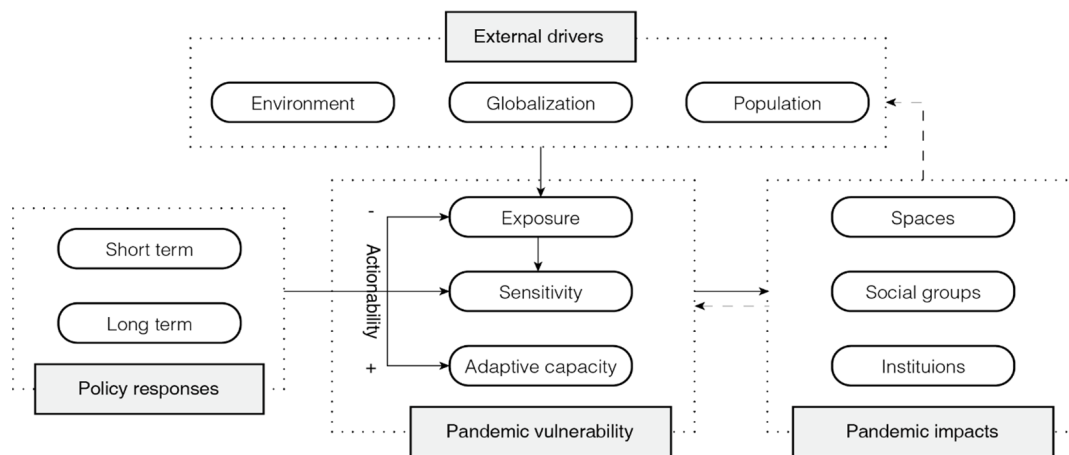 External drivers
Environment
Globalization
Population
Short term
Long term
Policy responses
-
Actionability
+
Exposure
Sensitivity
Adaptive capacity
Pandemic vulnerability
Spaces
Social groups
Instituions
Pandemic impacts